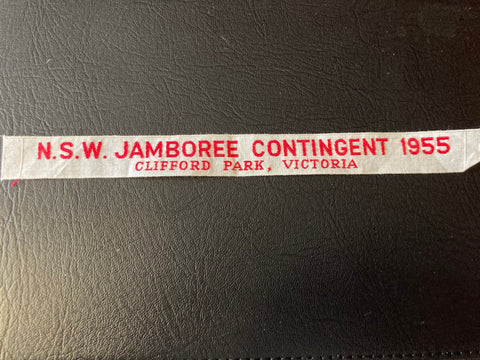 N.S.W. JAMBOREE CONTINGENT 1955
CLIFFORD PARK, VICTORIA